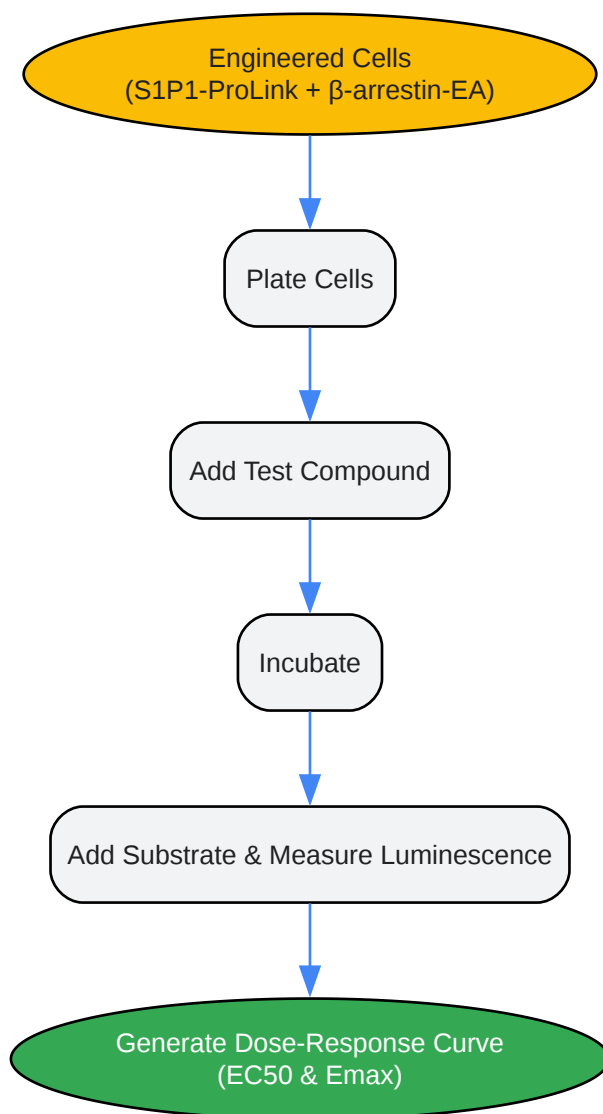 Engineered Cells
(S1P1-ProLink + β-arrestin-EA)
Plate Cells
Add Test Compound
Incubate
Add Substrate & Measure Luminescence
Generate Dose-Response Curve
(EC50 & Emax)